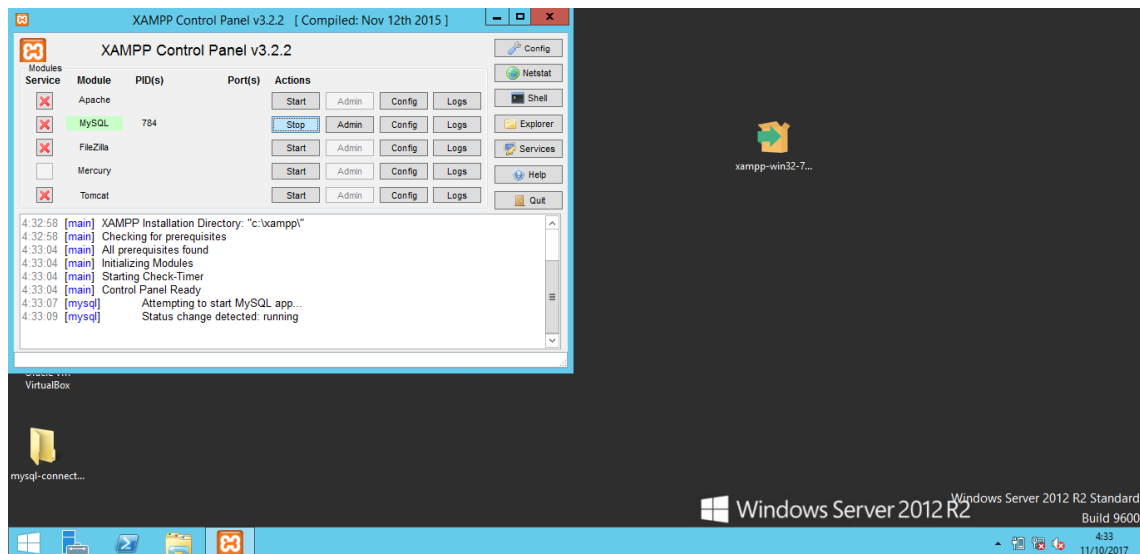 XAMPP Control Panel v3.2.2 [ Compiled: Nov 12th 2015 ]
XAMPP Control Panel v3.2.2
Config
Modules
Service Module PID(s) Port(s) Actions
Netstat
Apache Start Admin Config Logs
Shell
MySQL 784 Stop Admin Config Logs
Explorer
FileZilla Start Admin Config Logs
Services
Mercury Start Admin Config Logs
Help
Tomcat Start Admin Config Logs
Quit
4:32:58 [main] XAMPP Installation Directory: "c:\xampp\"
4:32:58 [main] Checking for prerequisites
4:33:04 [main] All prerequisites found
4:33:04 [main] Initializing Modules
4:33:04 [main] Starting Check-Timer
4:33:04 [main] Control Panel Ready
4:33:07 [mysql] Attempting to start MySQL app...
4:33:09 [mysql] Status change detected: running
xampp-win32-7...
VirtualBox
mysql-connect...
Windows Server 2012 R2
Windows Server 2012 R2 Standard
Build 9600
4:33
11/10/2017